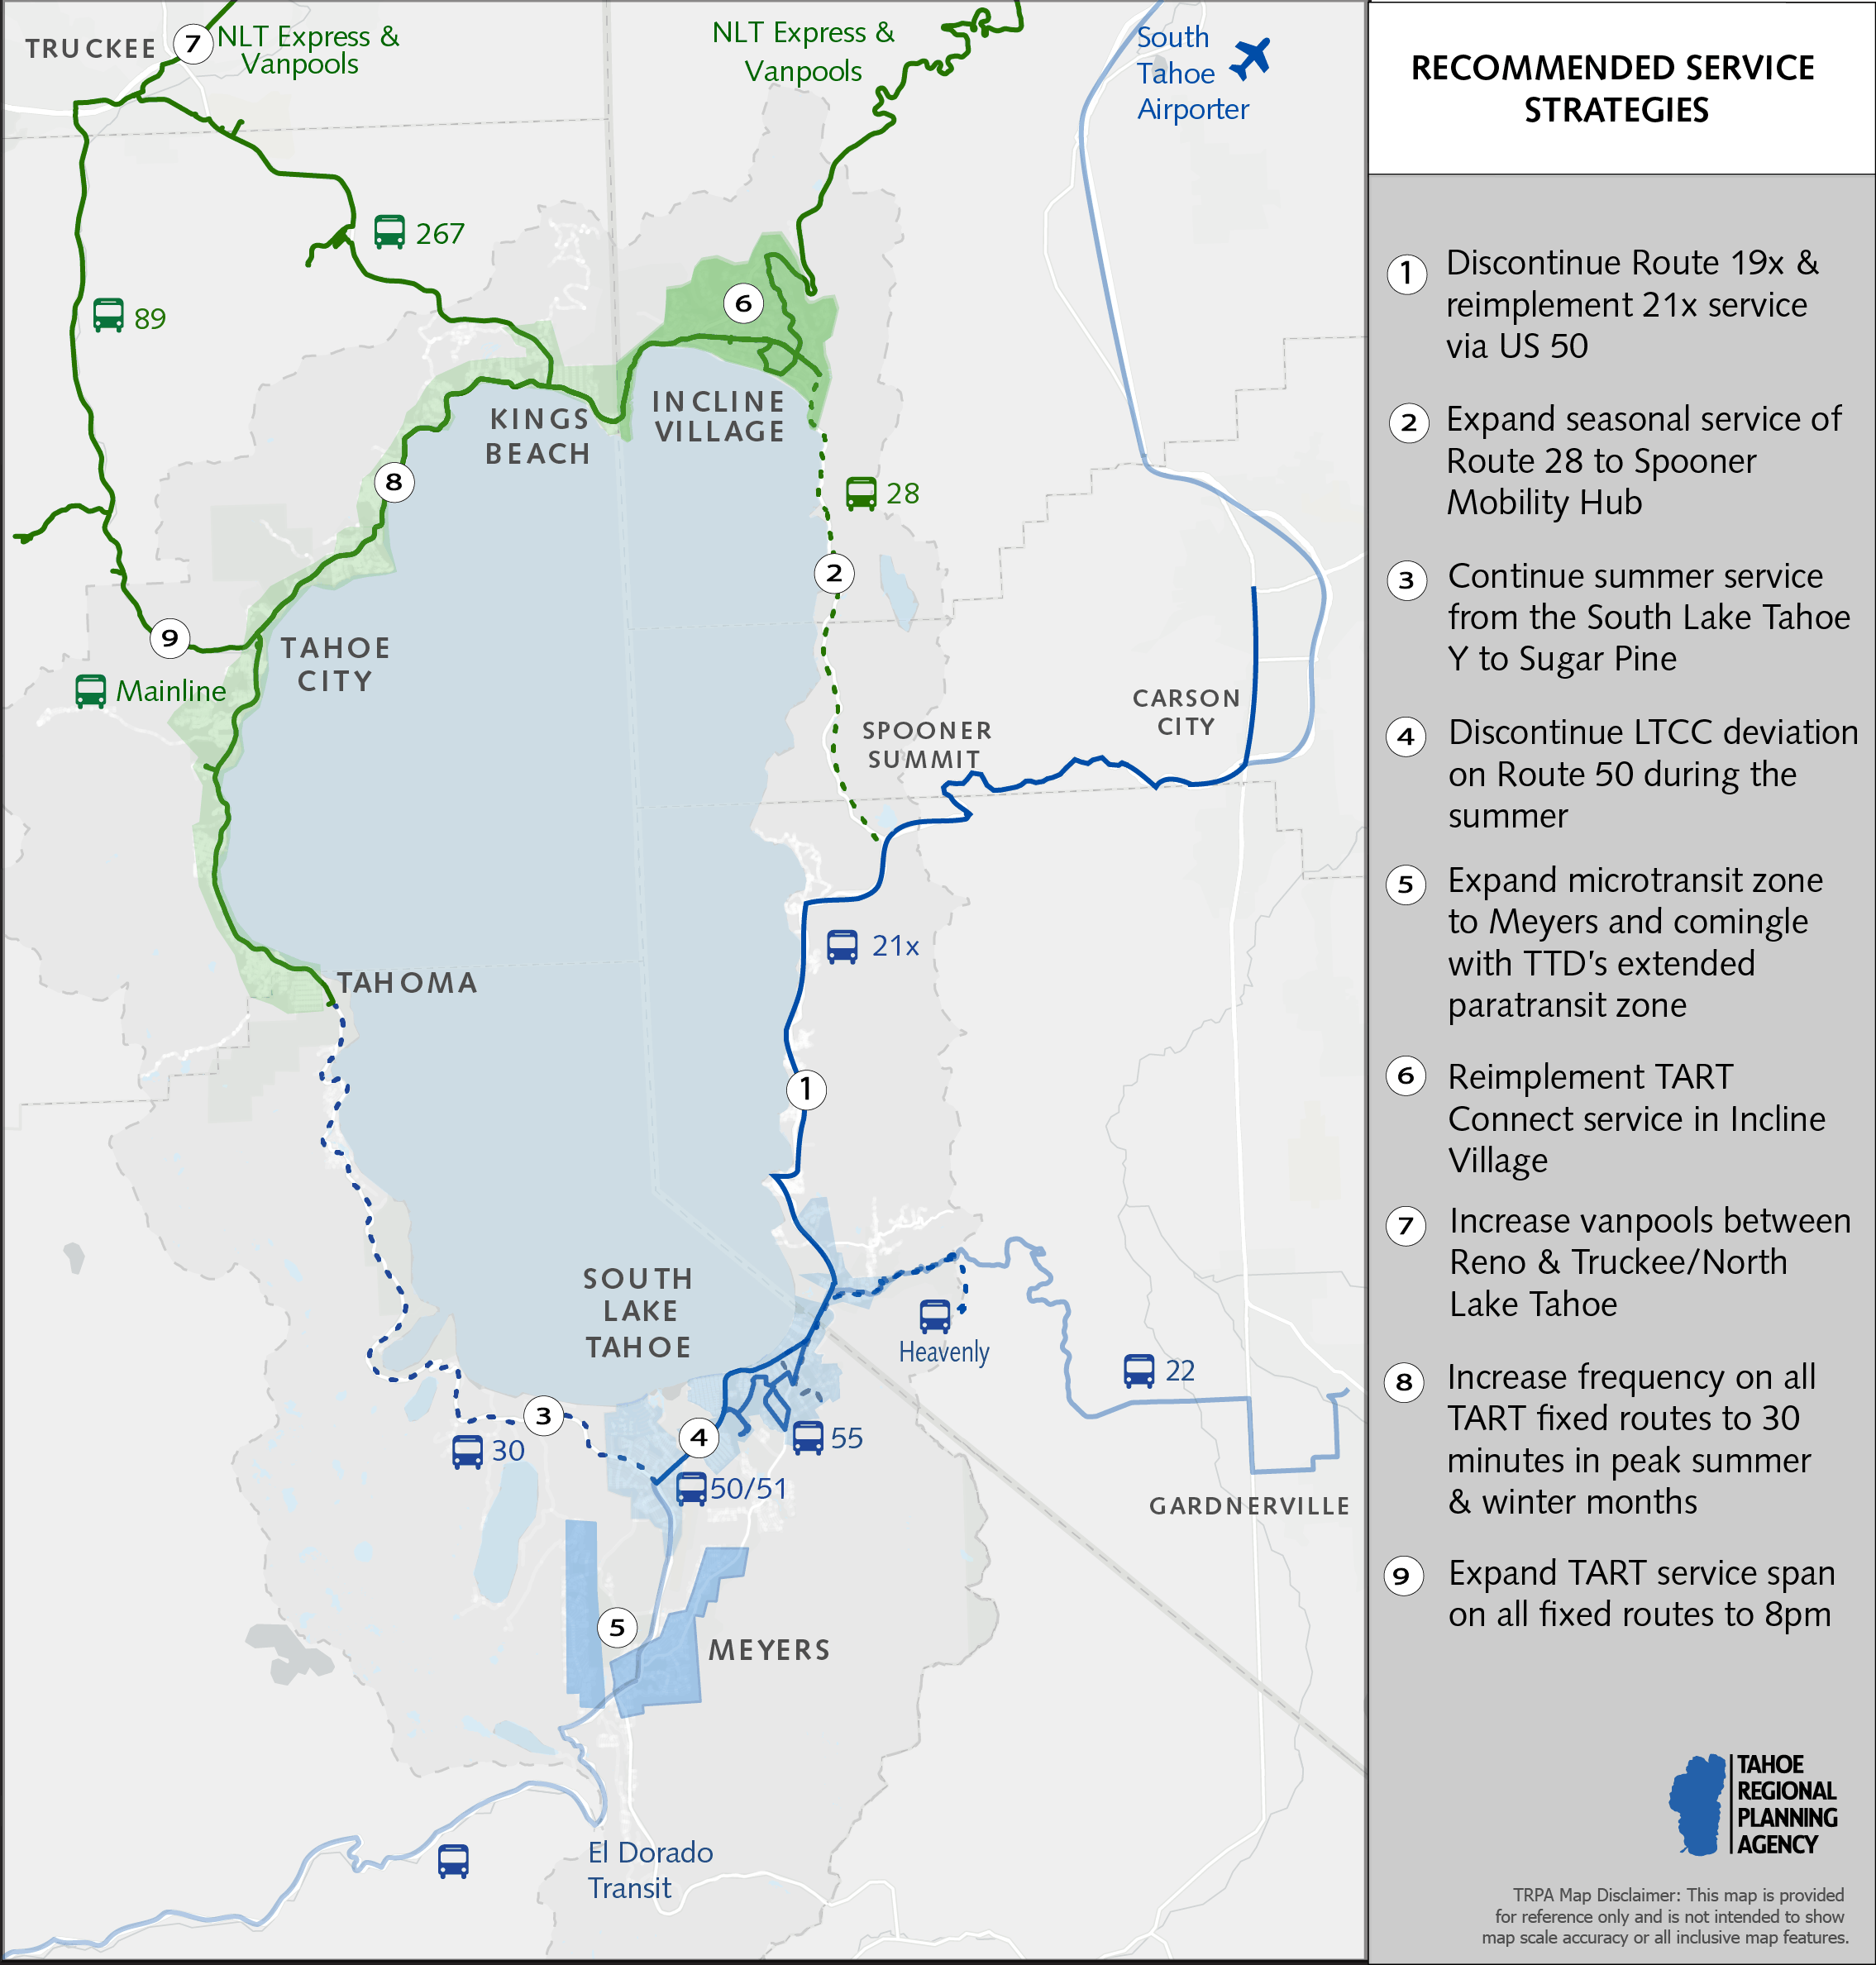 TRUCKEE
7
NLT Express &
Vanpools
NLT Express &
Vanpools
South
Tahoe
Airporter
267
89
6
KINGS
BEACH
INCLINE
VILLAGE
8
28
2
9
TAHOE
CITY
Mainline
CARSON
CITY
SPOONER
SUMMIT
21x
TAHOMA
1
SOUTH
LAKE
TAHOE
Heavenly
22
3
30
4
55
50/51
GARDNERVILLE
5
MEYERS
El Dorado
Transit
RECOMMENDED SERVICE
STRATEGIES
1 Discontinue Route 19x &
reimplement 21x service
via US 50
2 Expand seasonal service of
Route 28 to Spooner
Mobility Hub
3 Continue summer service
from the South Lake Tahoe
Y to Sugar Pine
4 Discontinue LTCC deviation
on Route 50 during the
summer
5 Expand microtransit zone
to Meyers and comingle
with TTD's extended
paratransit zone
6 Reimplement TART
Connect service in Incline
Village
7 Increase vanpools between
Reno & Truckee/North
Lake Tahoe
8 Increase frequency on all
TART fixed routes to 30
minutes in peak summer
& winter months
9 Expand TART service span
on all fixed routes to 8pm
TAHOE
REGIONAL
PLANNING
AGENCY
TRPA Map Disclaimer: This map is provided
for reference only and is not intended to show
map scale accuracy or all inclusive map features.